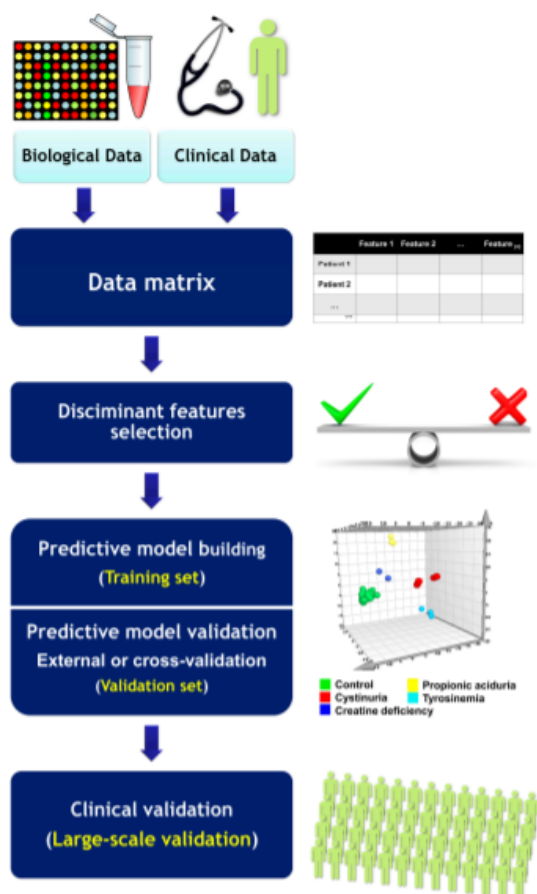 Biological Data
Clinical Data
Data matrix
Feature 1 Feature 2 ... Feature (n)
Patient 1
Patient 2
...
Disciminant features
selection
Predictive model building
(Training set)
Predictive model validation
External or cross-validation
(Validation set)
Control
Propionic aciduria
Cystinuria
Tyrosinemia
Creatine deficiency
Clinical validation
(Large-scale validation)